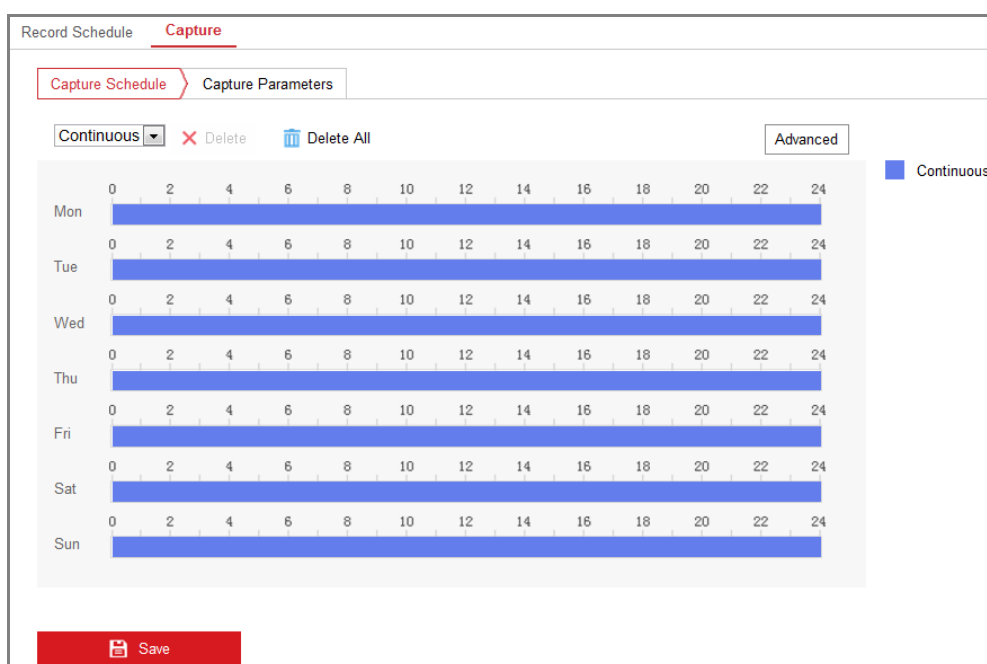 Record Schedule Capture
Capture Schedule Capture Parameters
Continuous Delete Delete All Advanced
Continuous
0 2 4 6 8 10 12 14 16 18 20 22 24
Mon
0 2 4 6 8 10 12 14 16 18 20 22 24
Tue
0 2 4 6 8 10 12 14 16 18 20 22 24
Wed
0 2 4 6 8 10 12 14 16 18 20 22 24
Thu
0 2 4 6 8 10 12 14 16 18 20 22 24
Fri
0 2 4 6 8 10 12 14 16 18 20 22 24
Sat
0 2 4 6 8 10 12 14 16 18 20 22 24
Sun
Save